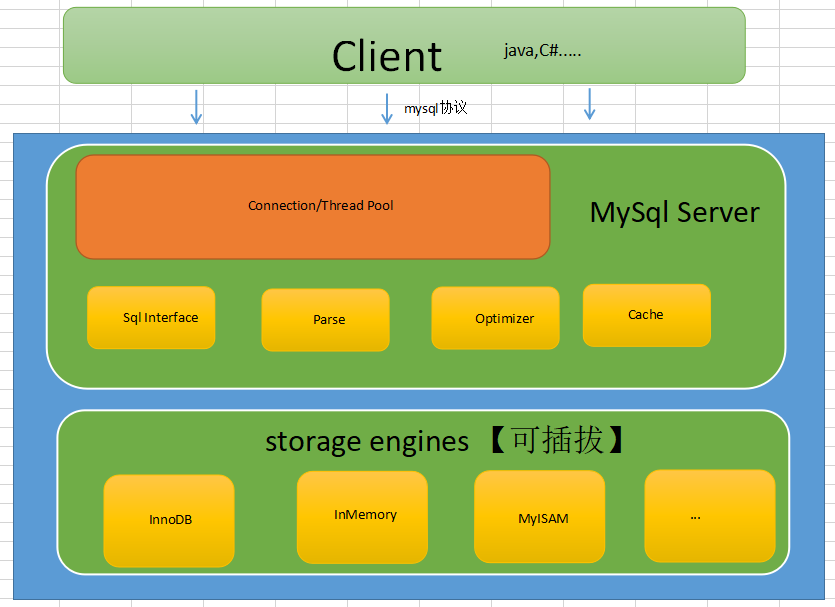 Client
java,C#.....
mysql协议
Connection/Thread Pool
MySql Server
Sql Interface
Parse
Optimizer
Cache
storage engines 【可插拔】
InnoDB
InMemory
MyISAM
...